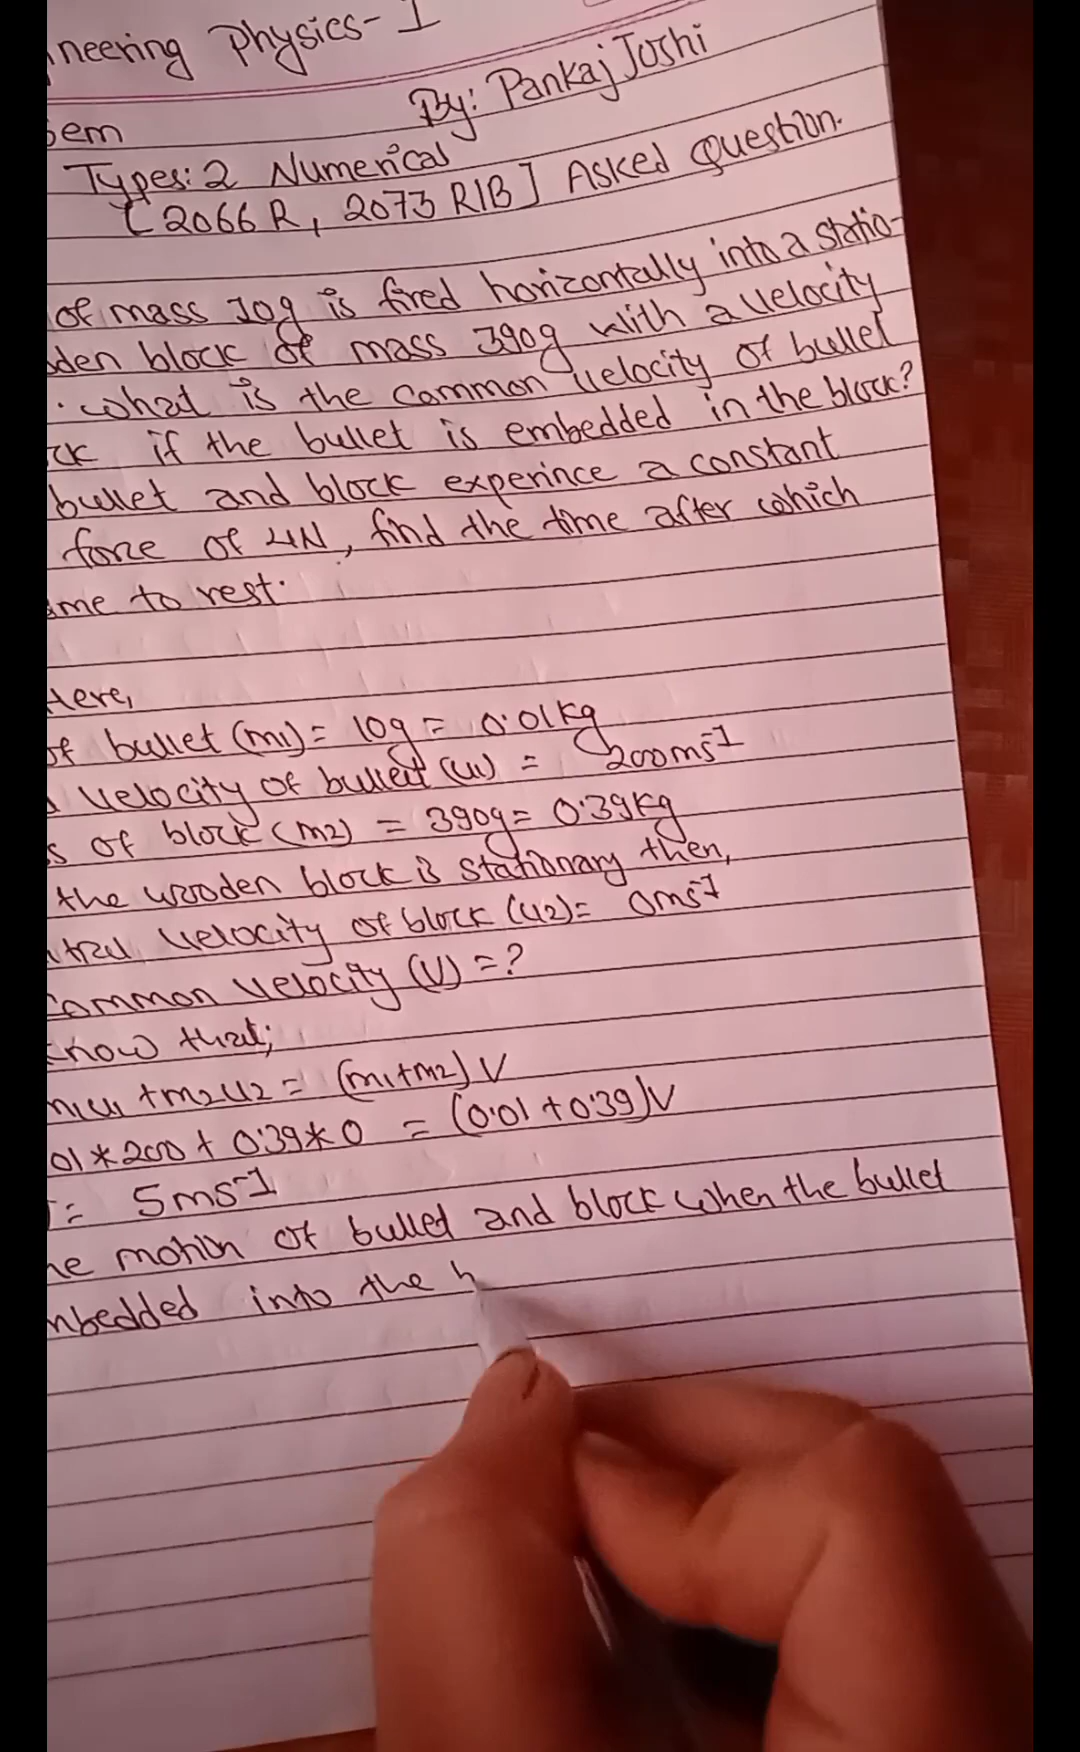 neering Physics-I
By: Pankaj Joshi
sem
Types: 2 Numerical
[2066 R, 2073 RIB] Asked Question.
of mass 10g is fired horizontally into a statio-
den block of mass 390g with a velocity
. what is the common velocity of bullet
ck if the bullet is embedded in the block?
bullet and block experince a constant
force of 4N, find the time after which
ome to rest.
Here,
of bullet (m1) = 10g = 0.01kg
l velocity of bullet (u1) = 200ms-1
s of block (m2) = 390g = 0.39kg
the wooden block is stationary then,
itial velocity of block (u2) = 0ms-1
common velocity (V) = ?
know that;
m1u1 + m2u2 = (m1+m2) V
01*200 + 0.39*0 = (0.01 + 0.39)V
= 5ms-1
he motion of bullet and block when the bullet
mbedded into the